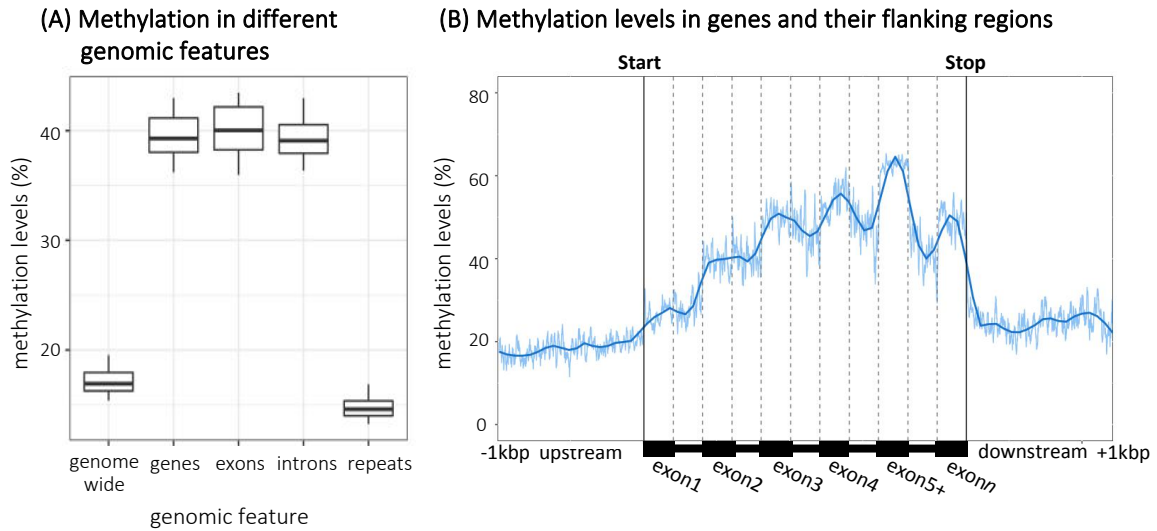 (A) Methylation in different
genomic features
methylation levels (%)
40
30
20
genome
wide
genes
exons
introns
repeats
genomic feature
(B) Methylation levels in genes and their flanking regions
Start
Stop
methylation levels (%)
80
60
40
20
0
-1kbp upstream
exon1
exon2
exon3
exon4
exon5+
exonn
downstream +1kbp